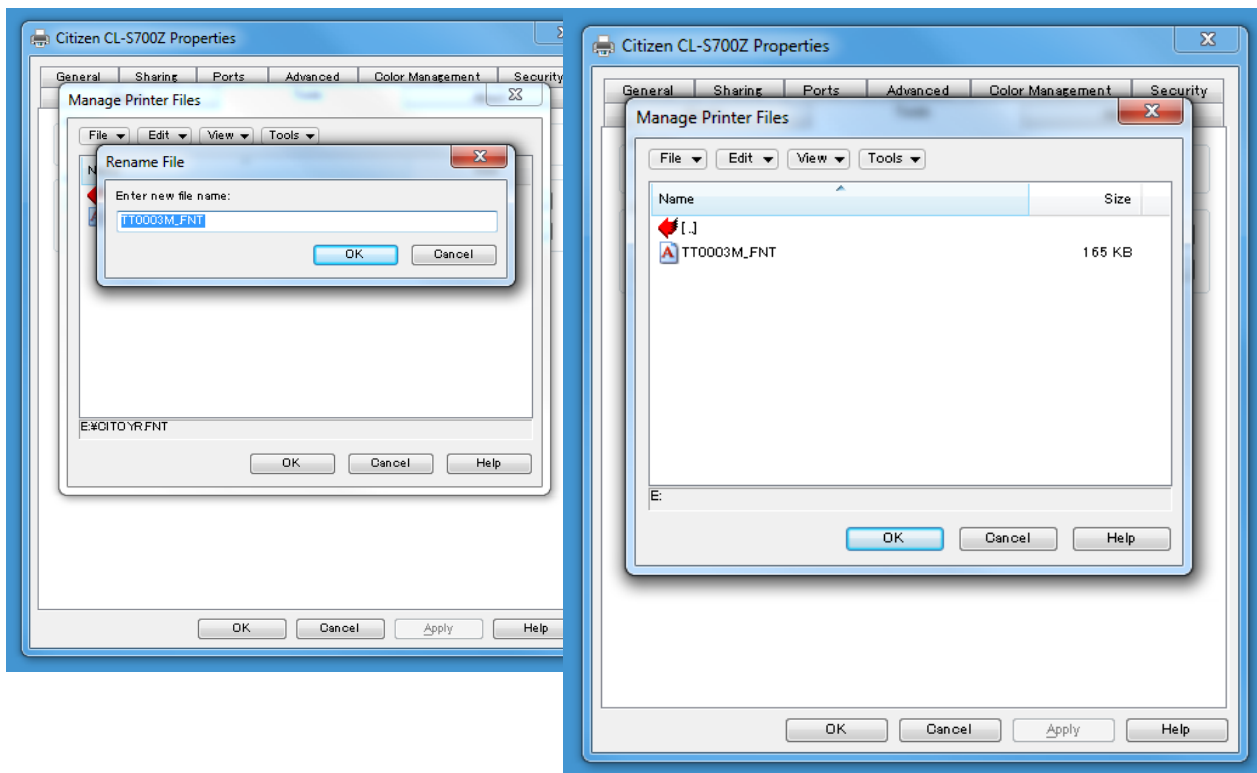 Citizen CL-S700Z Properties
General Sharing Ports Advanced Color Management Security
Manage Printer Files
File Edit View Tools
Rename File
Enter new file name:
TT0003M_FNT
OK Cancel
E:¥CITOYR.FNT
OK Cancel Help
OK Cancel Apply Help
Citizen CL-S700Z Properties
General Sharing Ports Advanced Color Management Security
Manage Printer Files
File Edit View Tools
Name Size
[..]
TT0003M_FNT 165 KB
E:
OK Cancel Help
OK Cancel Apply Help